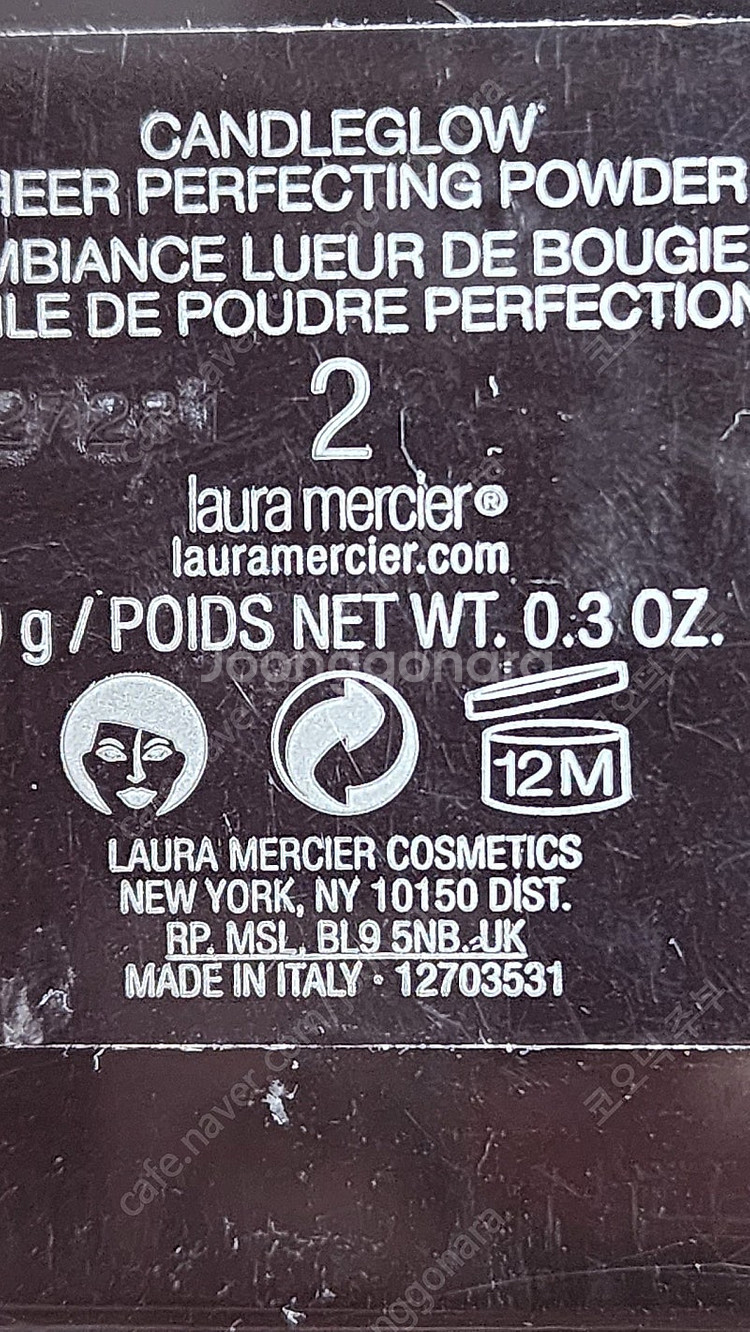 CANDLEGLOW
HEER PERFECTING POWDER
MBIANCE LUEUR DE BOUGIE
ILE DE POUDRE PERFECTION
2
laura mercier®
lauramercier.com
g / POIDS NET WT. 0.3 OZ.
Joonggonara
12M
LAURA MERCIER COSMETICS
NEW YORK, NY 10150 DIST.
RP. MSL, BL9 5NB. UK
MADE IN ITALY • 12703531